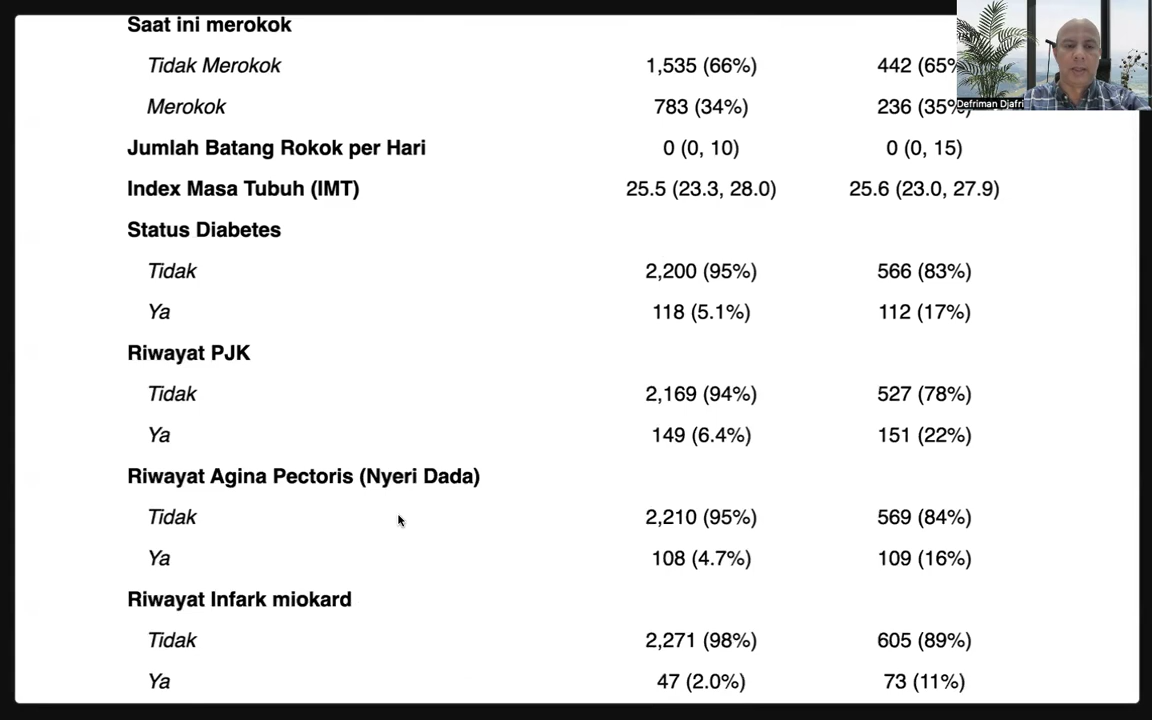 Saat ini merokok
Tidak Merokok 1,535 (66%) 442 (65%
Merokok 783 (34%) 236 (35%)
Defriman Djafri
Jumlah Batang Rokok per Hari 0 (0, 10) 0 (0, 15)
Index Masa Tubuh (IMT) 25.5 (23.3, 28.0) 25.6 (23.0, 27.9)
Status Diabetes
Tidak 2,200 (95%) 566 (83%)
Ya 118 (5.1%) 112 (17%)
Riwayat PJK
Tidak 2,169 (94%) 527 (78%)
Ya 149 (6.4%) 151 (22%)
Riwayat Agina Pectoris (Nyeri Dada)
Tidak 2,210 (95%) 569 (84%)
Ya 108 (4.7%) 109 (16%)
Riwayat Infark miokard
Tidak 2,271 (98%) 605 (89%)
Ya 47 (2.0%) 73 (11%)